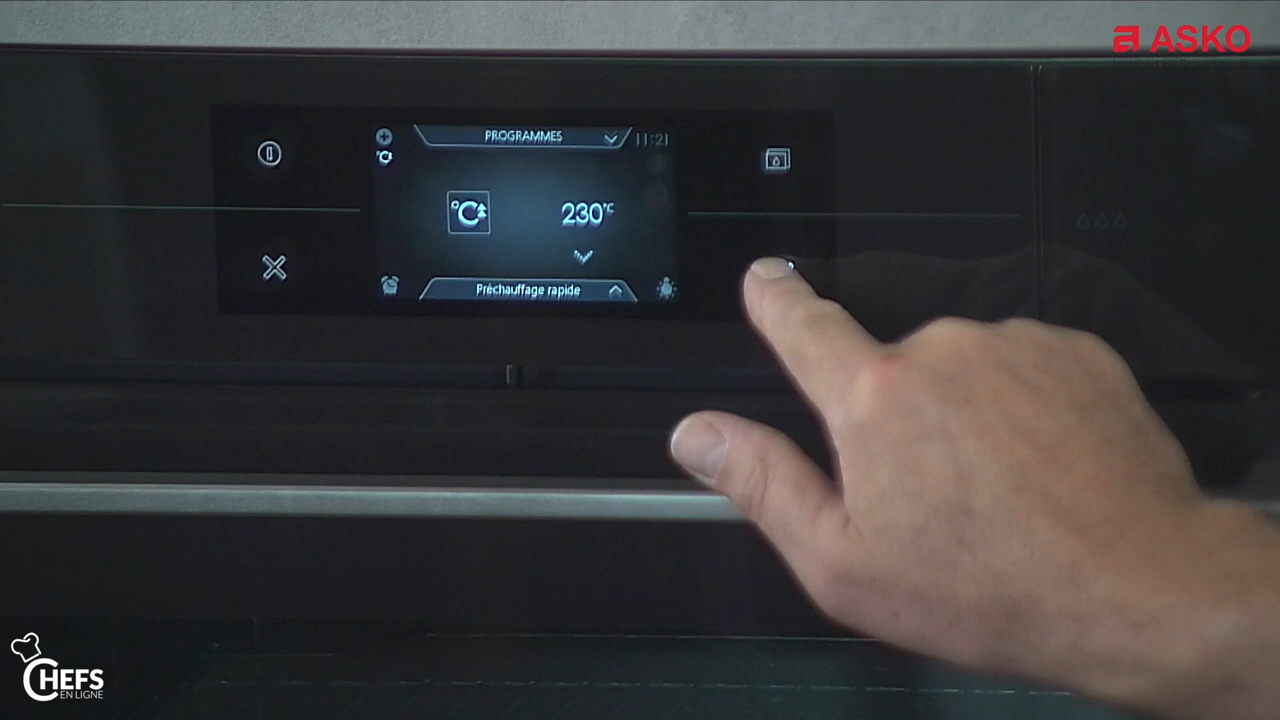 ASKO
PROGRAMMES
11:21
230°C
Préchauffage rapide
CHEFS
EN LIGNE